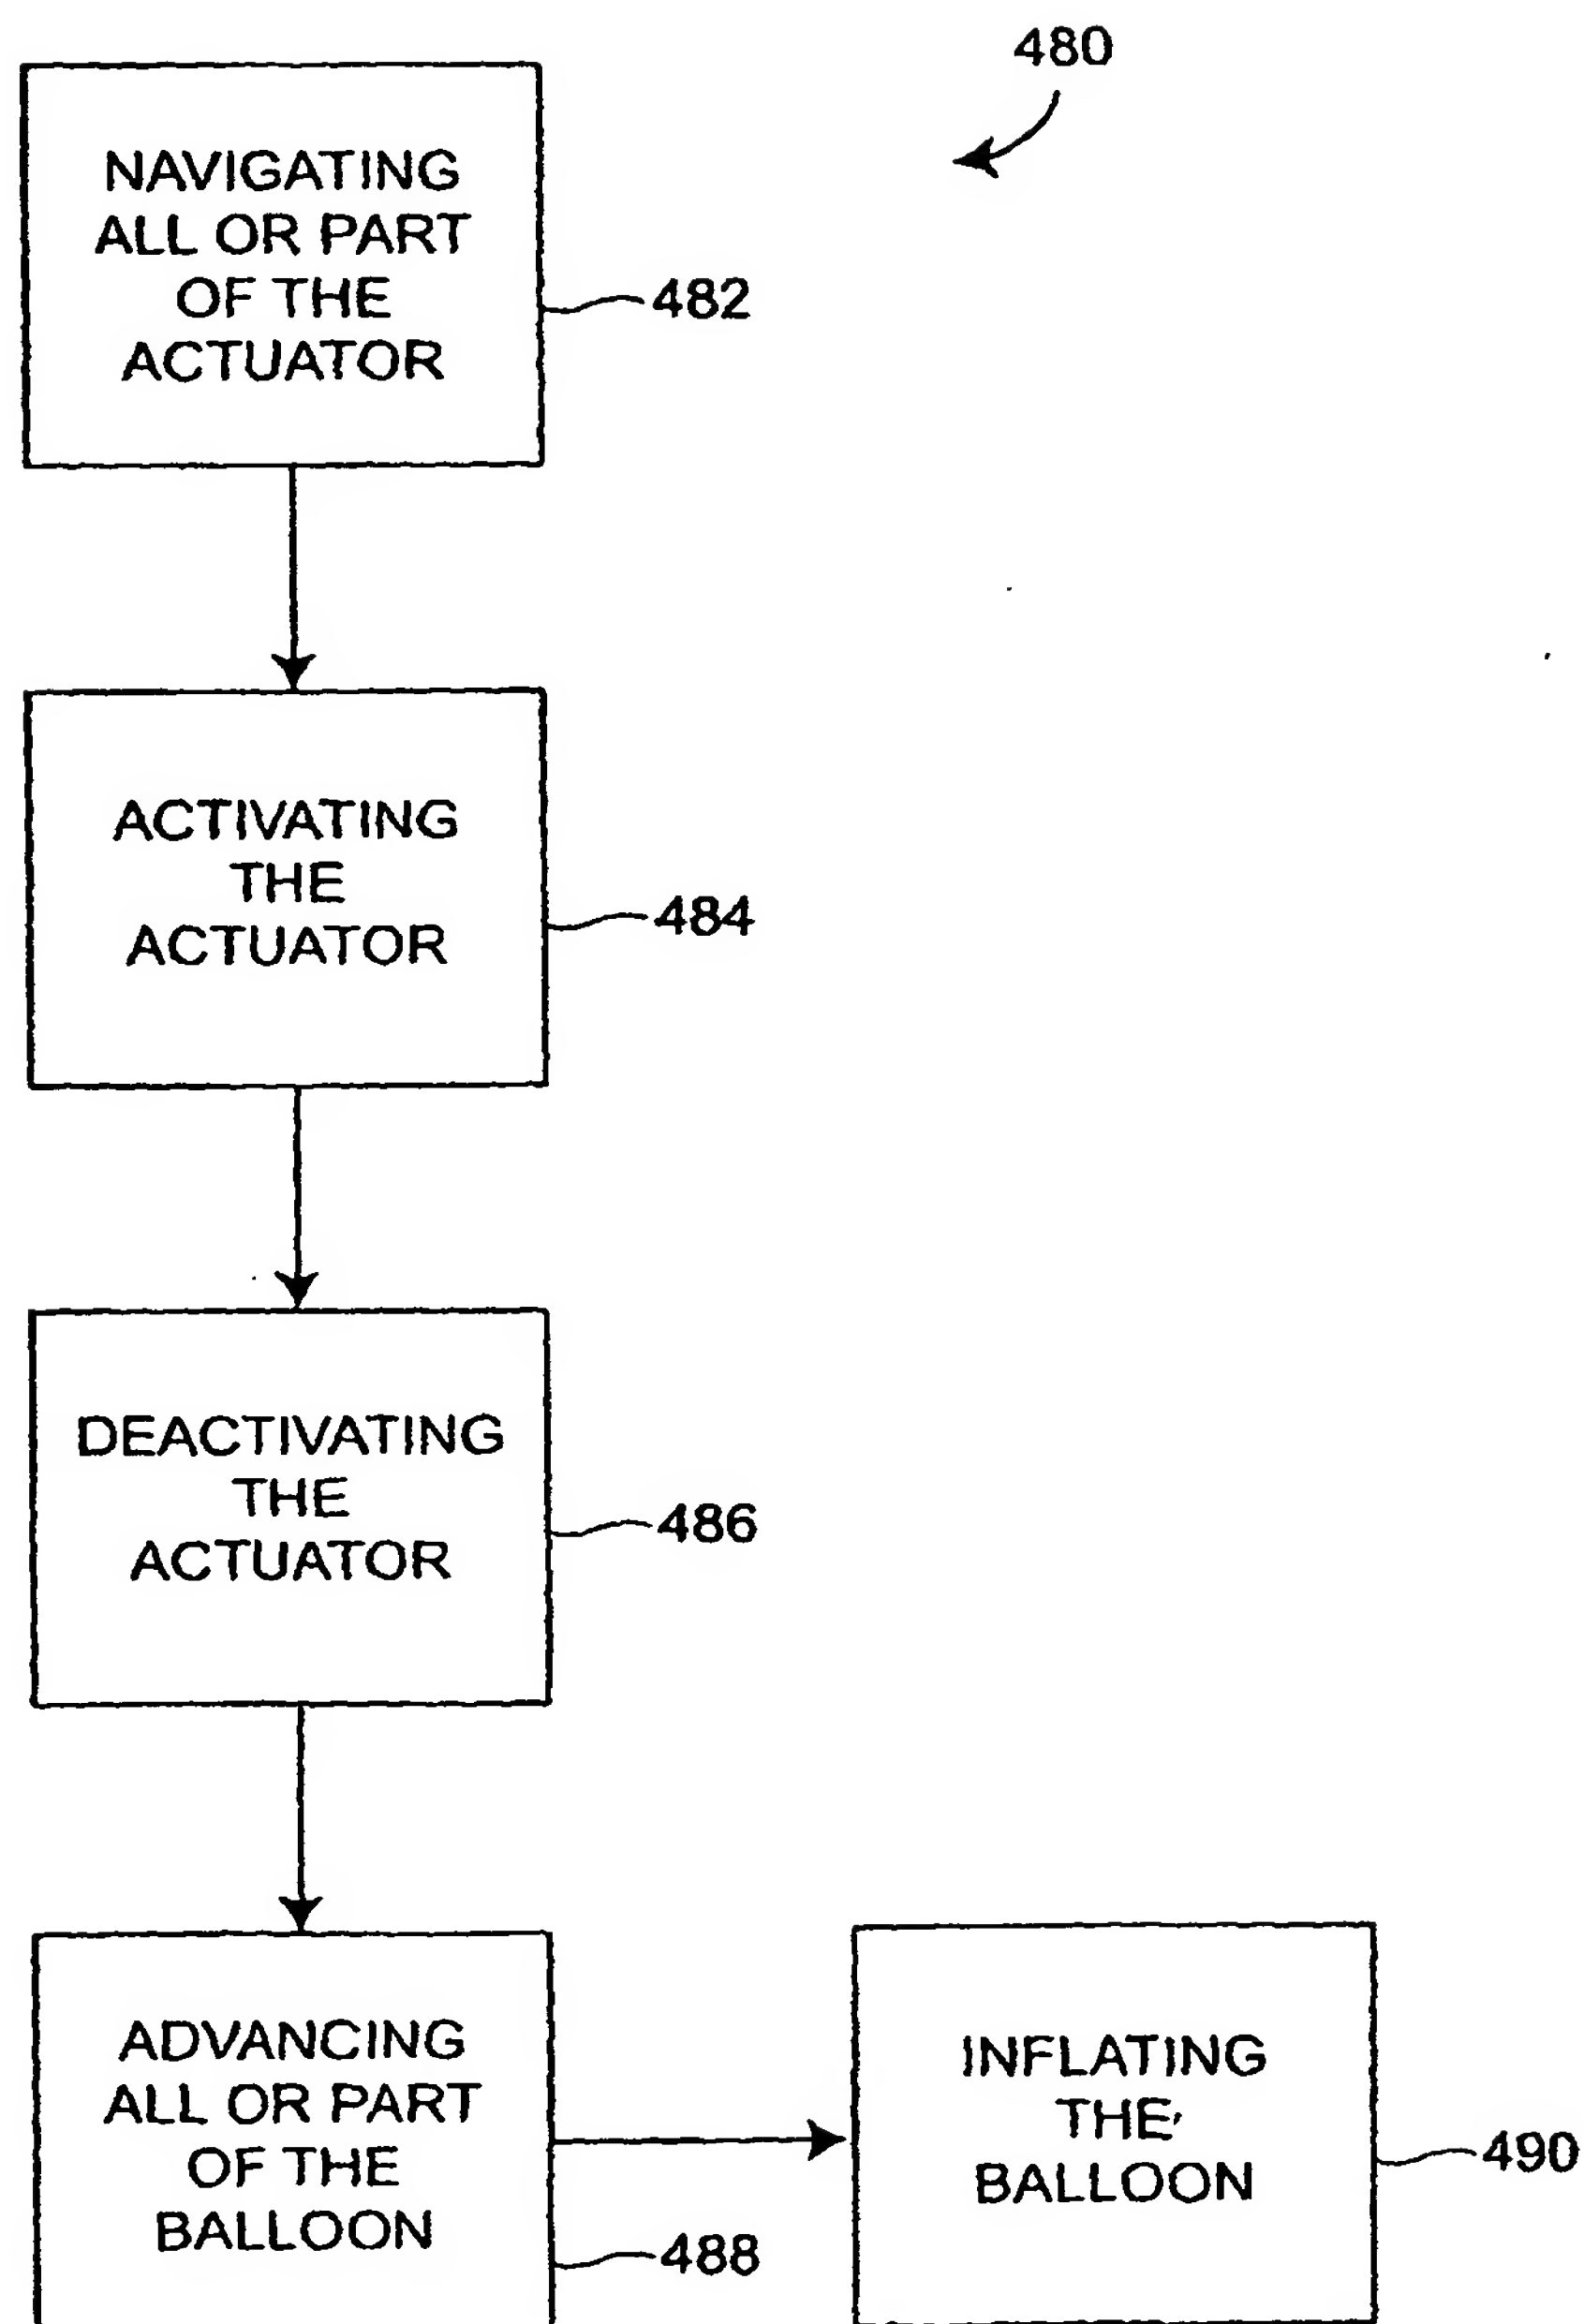 480
NAVIGATING
ALL OR PART
OF THE
ACTUATOR
482
ACTIVATING
THE
ACTUATOR
484
DEACTIVATING
THE
ACTUATOR
486
ADVANCING
ALL OR PART
OF THE
BALLOON
488
INFLATING
THE
BALLOON
490